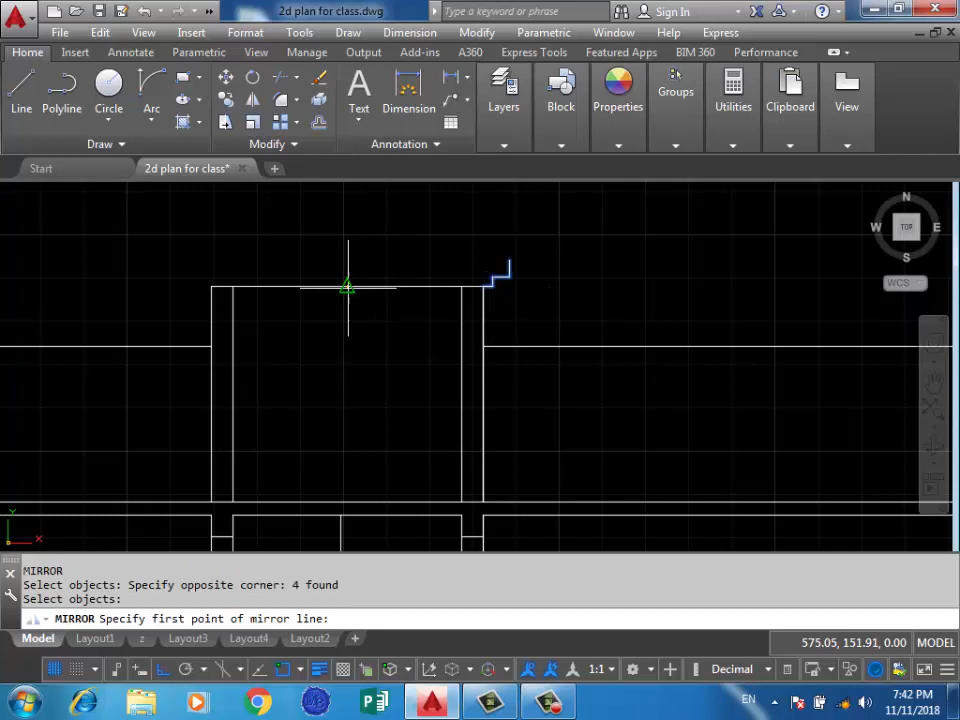 2d plan for class.dwg
Type a keyword or phrase
Sign In
File Edit View Insert Format Tools Draw Dimension Modify Parametric Window Help Express
Home Insert Annotate Parametric View Manage Output Add-ins A360 Express Tools Featured Apps BIM 360 Performance
Line Polyline Circle Arc Text Dimension Layers Block Properties Groups Utilities Clipboard View
Draw Modify Annotation
Start 2d plan for class*
N
W TOP E
S
WCS
Y
X
MIRROR
Select objects: Specify opposite corner: 4 found
Select objects:
MIRROR Specify first point of mirror line:
Model Layout1 z Layout3 Layout4 Layout2
575.05, 151.91, 0.00 MODEL
1:1 Decimal
EN
7:42 PM
11/11/2018